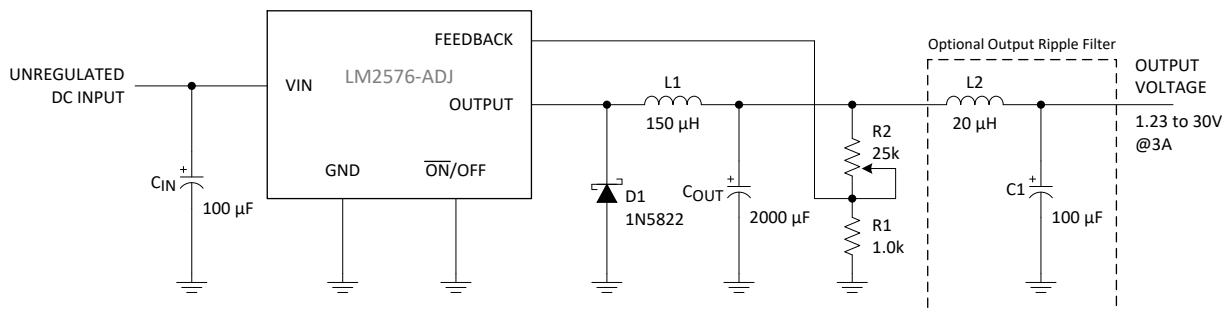 FEEDBACK
Optional Output Ripple Filter
UNREGULATED
DC INPUT
VIN
LM2576-ADJ
OUTPUT
L1
150 µH
L2
20 µH
OUTPUT
VOLTAGE
1.23 to 30V
@3A
R2
25k
GND
ON/OFF
+
CIN
100 µF
D1
1N5822
+
COUT
2000 µF
R1
1.0k
+
C1
100 µF